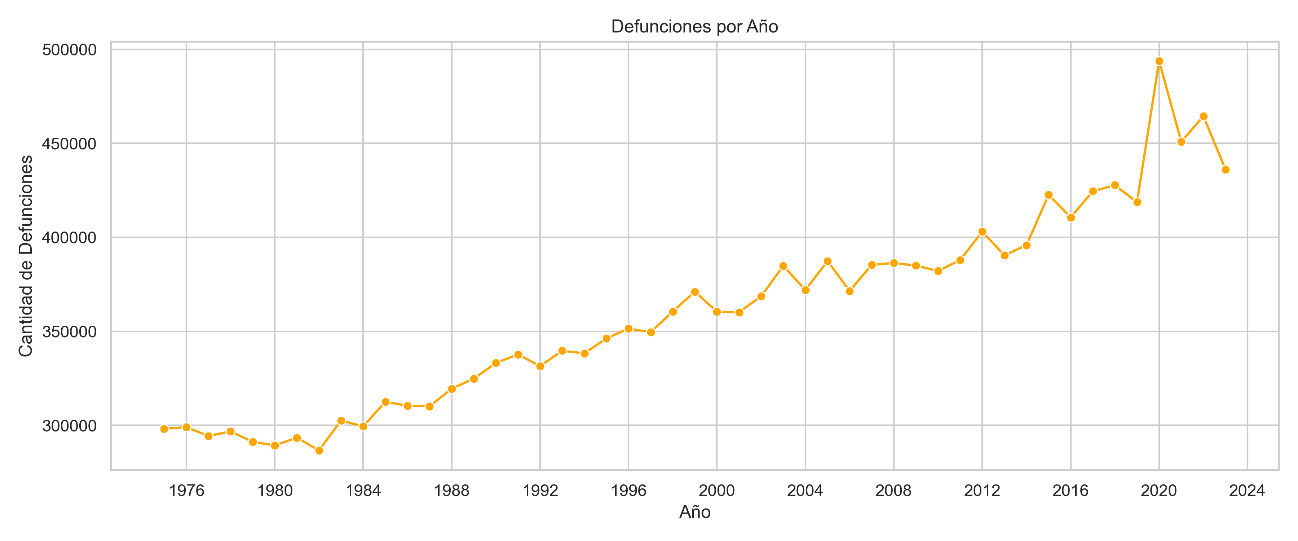 Defunciones por Año
500000
450000
400000
350000
300000
Cantidad de Defunciones
1976 1980 1984 1988 1992 1996 2000 2004 2008 2012 2016 2020 2024
Año